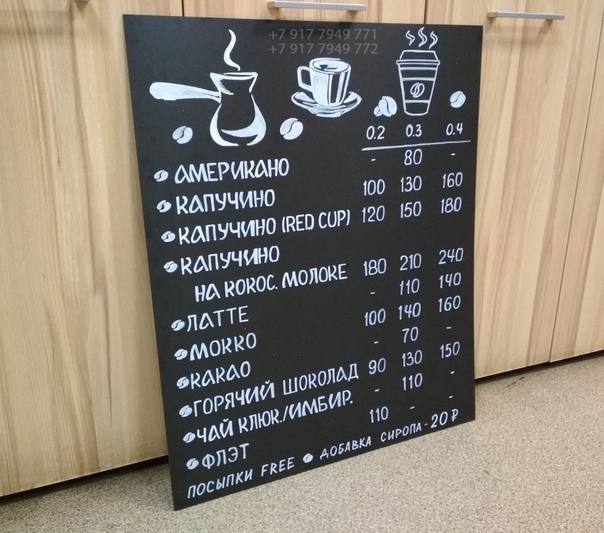 +7 917 7949 771
+7 917 7949 772
0.2 0.3 0.4
АМЕРИКАНО - 80 -
КАПУЧИНО 100 130 160
КАПУЧИНО (RED CUP) 120 150 180
КАПУЧИНО
НА КОКОС. МОЛОКЕ 180 210 240
ЛАТТЕ - 110 140
МОККО 100 140 160
КАКАО - 70 -
ГОРЯЧИЙ ШОКОЛАД 90 130 150
ЧАЙ КЛЮК./ИМБИР. - 110 -
ФЛЭТ 110 - -
ПОСЫПКИ FREE ДОБАВКА СИРОПА - 20 ₽